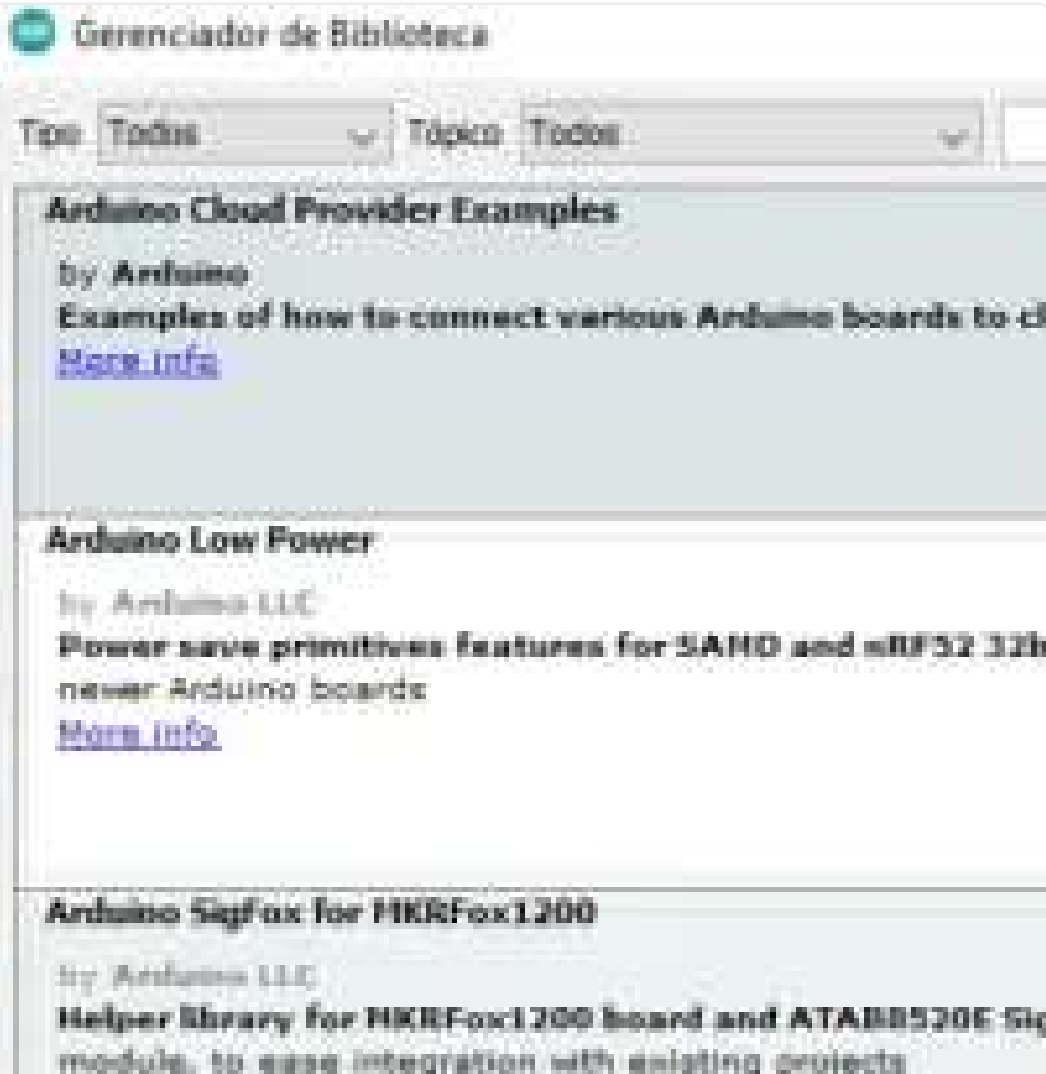 Gerenciador de Biblioteca
Tipo Todos Tópico Todos
Arduino Cloud Provider Examples
by Arduino
Examples of how to connect various Arduino boards to cl
More info
Arduino Low Power
by Arduino LLC
Power save primitives features for SAMD and nRF52 32b
newer Arduino boards
More info
Arduino SigFox for MKRFox1200
by Arduino LLC
Helper library for MKRFox1200 board and ATAB8520E Sig
module, to ease integration with existing projects